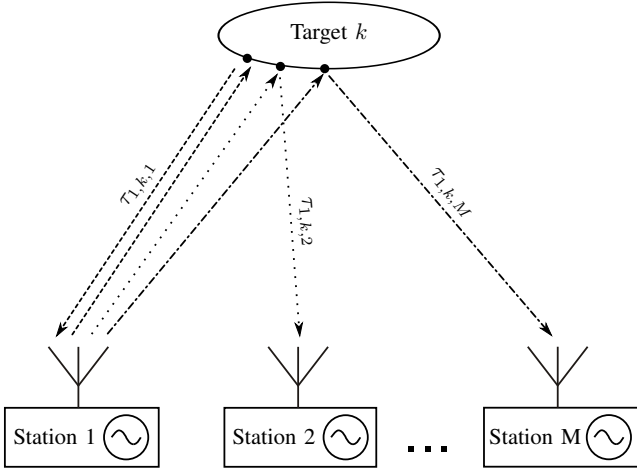 Target k
τ1,k,1
τ1,k,2
τ1,k,M
Station 1
Station 2
Station M